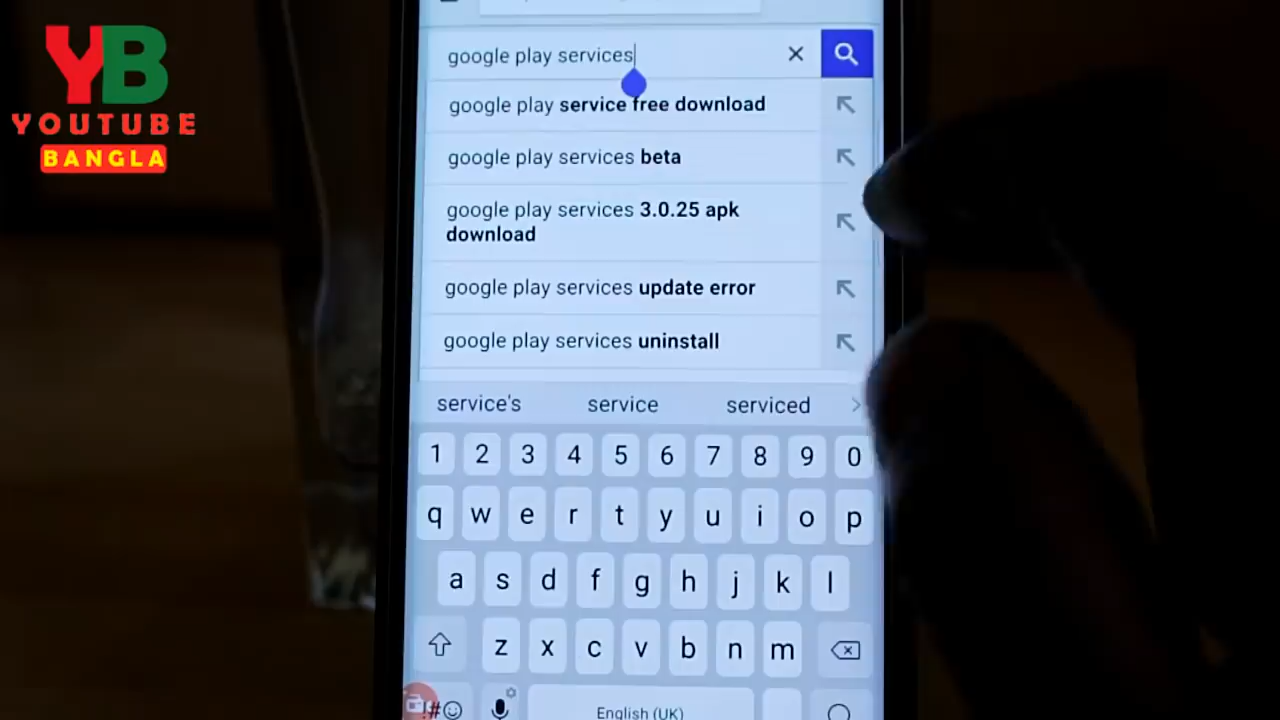 YB
YOUTUBE
BANGLA
google play services
google play service free download
google play services beta
google play services 3.0.25 apk
download
google play services update error
google play services uninstall
service's service serviced
1 2 3 4 5 6 7 8 9 0
q w e r t y u i o p
a s d f g h j k l
z x c v b n m
!#
English (UK)